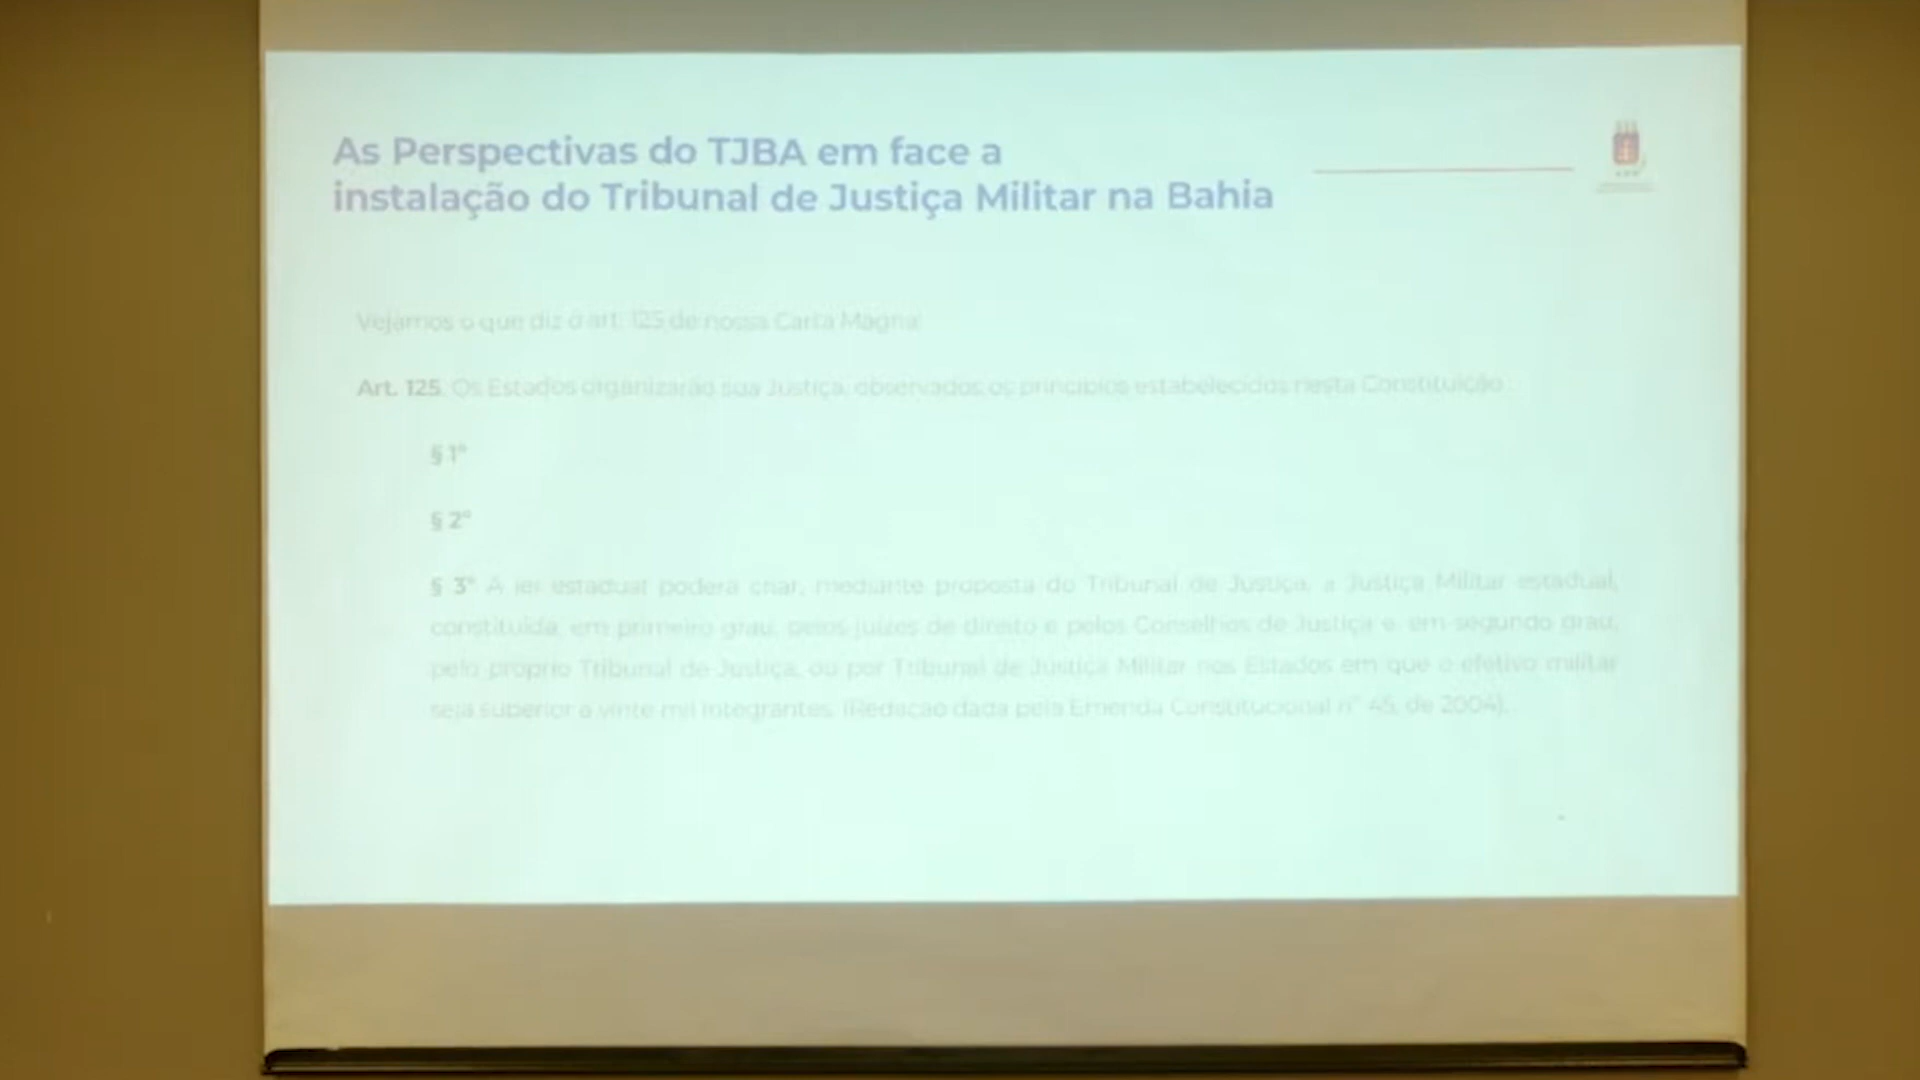 As Perspectivas do TJBA em face a
instalação do Tribunal de Justiça Militar na Bahia
Vejamos o que diz o art. 125 de nossa Carta Magna:
Art. 125. Os Estados organizarão sua Justiça, observados os princípios estabelecidos nesta Constituição.
§ 1º
§ 2º
§ 3º A lei estadual poderá criar, mediante proposta do Tribunal de Justiça, a Justiça Militar estadual,
constituída, em primeiro grau, pelos juízes de direito e pelos Conselhos de Justiça e, em segundo grau,
pelo próprio Tribunal de Justiça, ou por Tribunal de Justiça Militar nos Estados em que o efetivo militar
seja superior a vinte mil integrantes. (Redação dada pela Emenda Constitucional nº 45, de 2004).